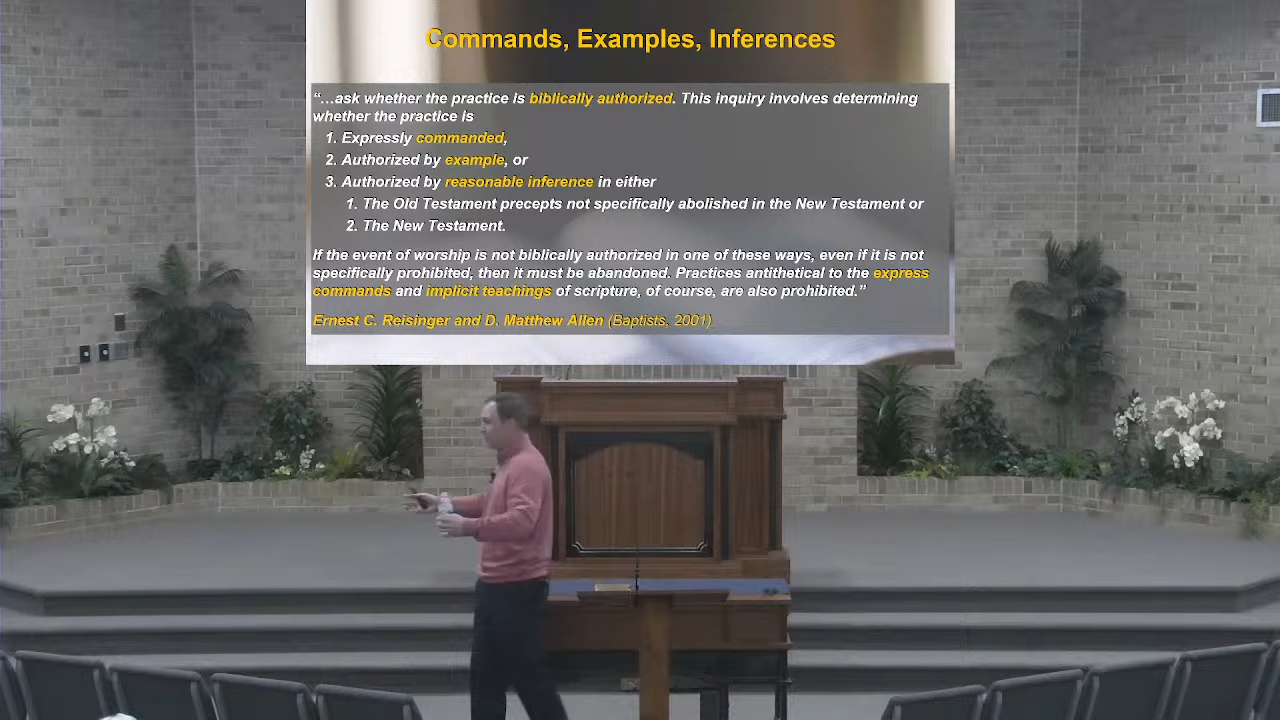 Commands, Examples, Inferences
“…ask whether the practice is biblically authorized. This inquiry involves determining
whether the practice is
1. Expressly commanded,
2. Authorized by example, or
3. Authorized by reasonable inference in either
1. The Old Testament precepts not specifically abolished in the New Testament or
2. The New Testament.
If the event of worship is not biblically authorized in one of these ways, even if it is not
specifically prohibited, then it must be abandoned. Practices antithetical to the express
commands and implicit teachings of scripture, of course, are also prohibited.”
Ernest C. Reisinger and D. Matthew Allen (Baptists, 2001)